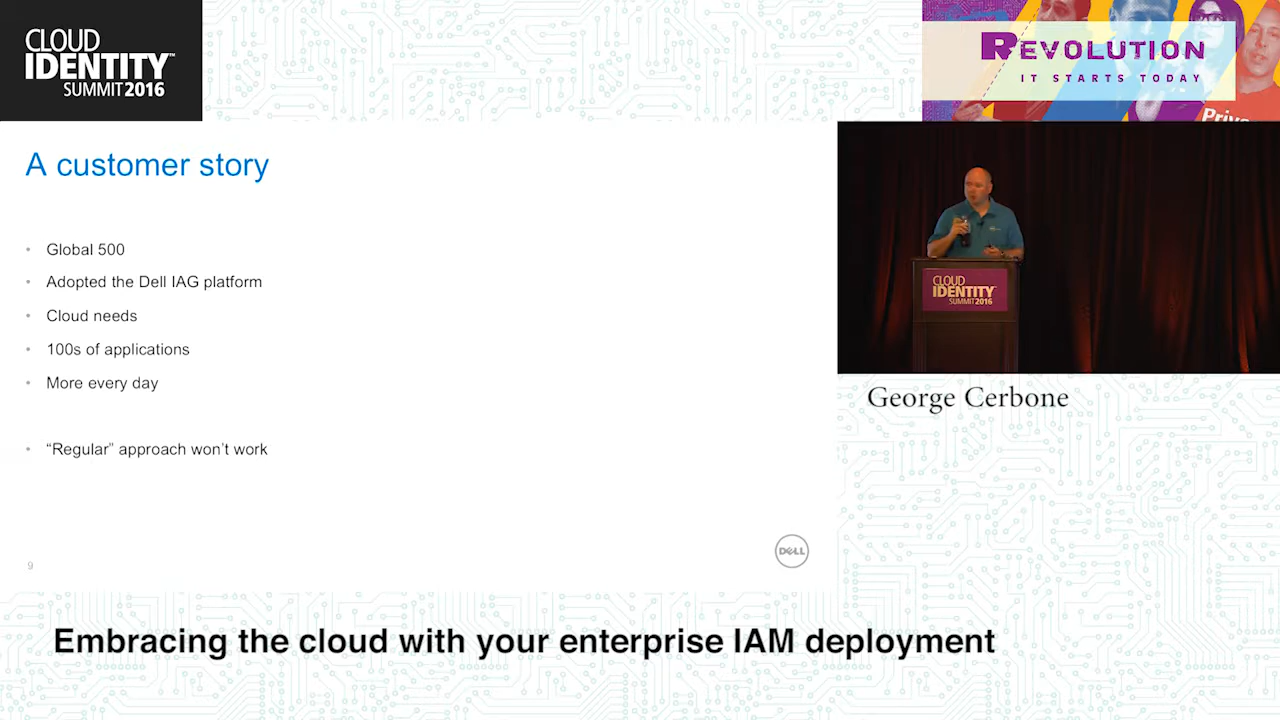 CLOUD
IDENTITY™
SUMMIT 2016
REVOLUTION
IT STARTS TODAY
A customer story
• Global 500
• Adopted the Dell IAG platform
• Cloud needs
• 100s of applications
• More every day
• “Regular” approach won’t work
9
DELL
CLOUD
IDENTITY™
SUMMIT 2016
George Cerbone
Embracing the cloud with your enterprise IAM deployment